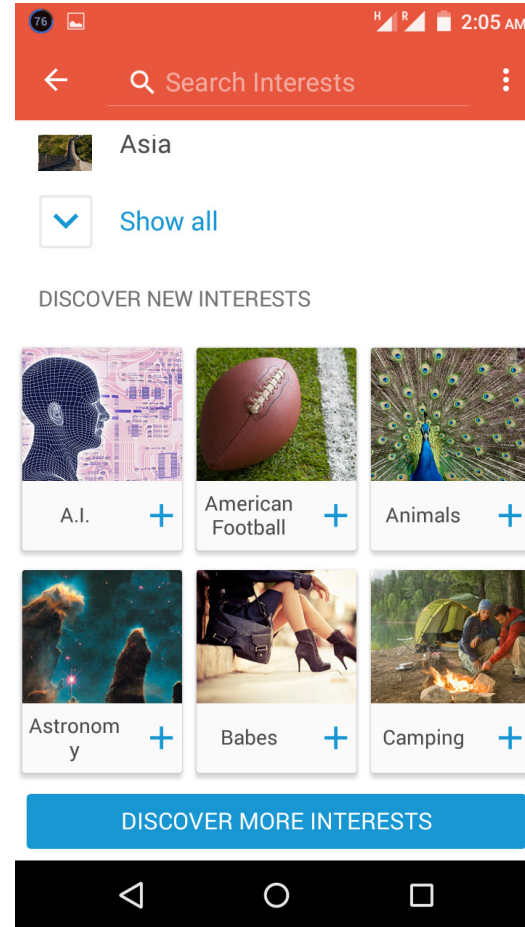 76
H R 2:05 AM
Search Interests
Asia
Show all
DISCOVER NEW INTERESTS
A.I.
American
Football
Animals
Astronom
y
Babes
Camping
DISCOVER MORE INTERESTS